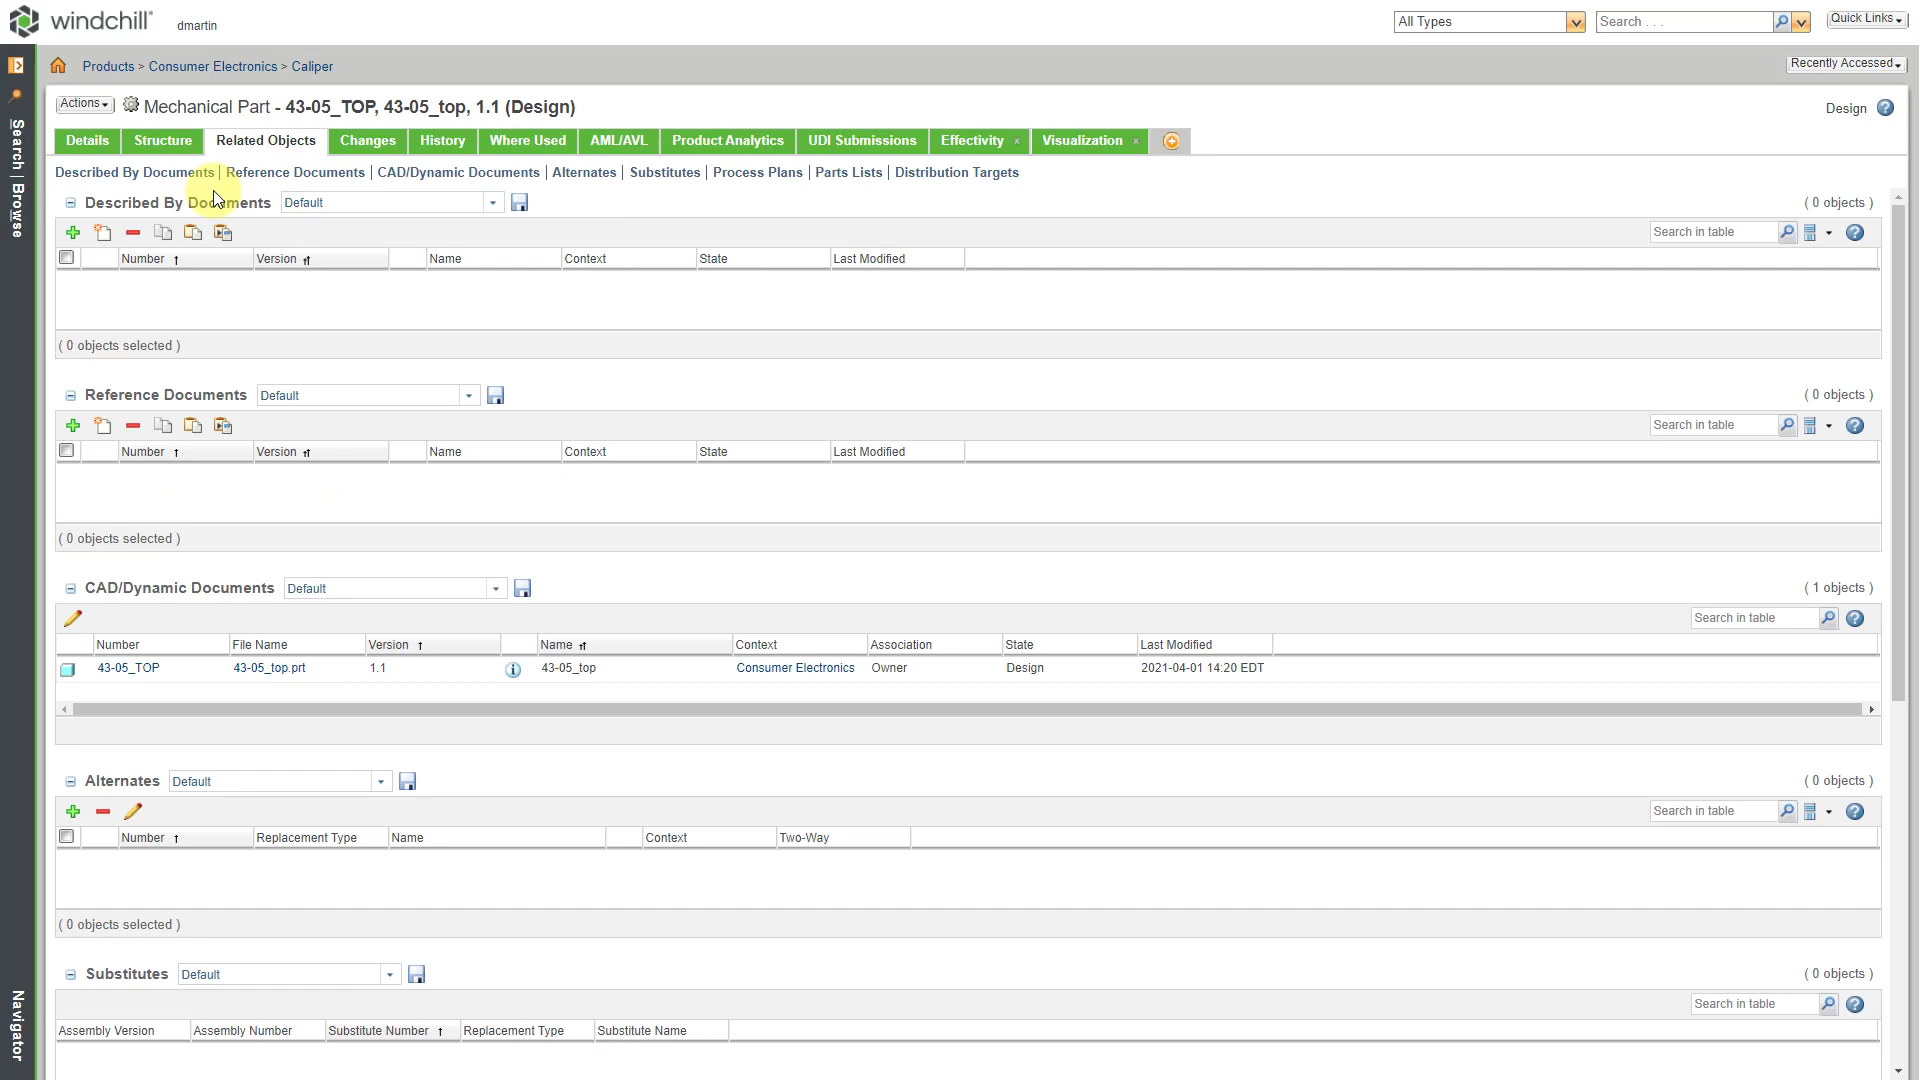 windchill® dmartin All Types Search . . . Quick Links
Products > Consumer Electronics > Caliper Recently Accessed
Actions Mechanical Part - 43-05_TOP, 43-05_top, 1.1 (Design) Design
Details Structure Related Objects Changes History Where Used AML/AVL Product Analytics UDI Submissions Effectivity × Visualization ×
Search | Browse
Described By Documents | Reference Documents | CAD/Dynamic Documents | Alternates | Substitutes | Process Plans | Parts Lists | Distribution Targets
Described By Documents Default ( 0 objects )
Search in table
Number ↑ Version Name Context State Last Modified
( 0 objects selected )
Reference Documents Default ( 0 objects )
Search in table
Number ↑ Version Name Context State Last Modified
( 0 objects selected )
CAD/Dynamic Documents Default ( 1 objects )
Search in table
Number File Name Version ↑ Name Context Association State Last Modified
43-05_TOP 43-05_top.prt 1.1 43-05_top Consumer Electronics Owner Design 2021-04-01 14:20 EDT
Alternates Default ( 0 objects )
Search in table
Number ↑ Replacement Type Name Context Two-Way
( 0 objects selected )
Substitutes Default ( 0 objects )
Search in table
Assembly Version Assembly Number Substitute Number ↑ Replacement Type Substitute Name
Navigator